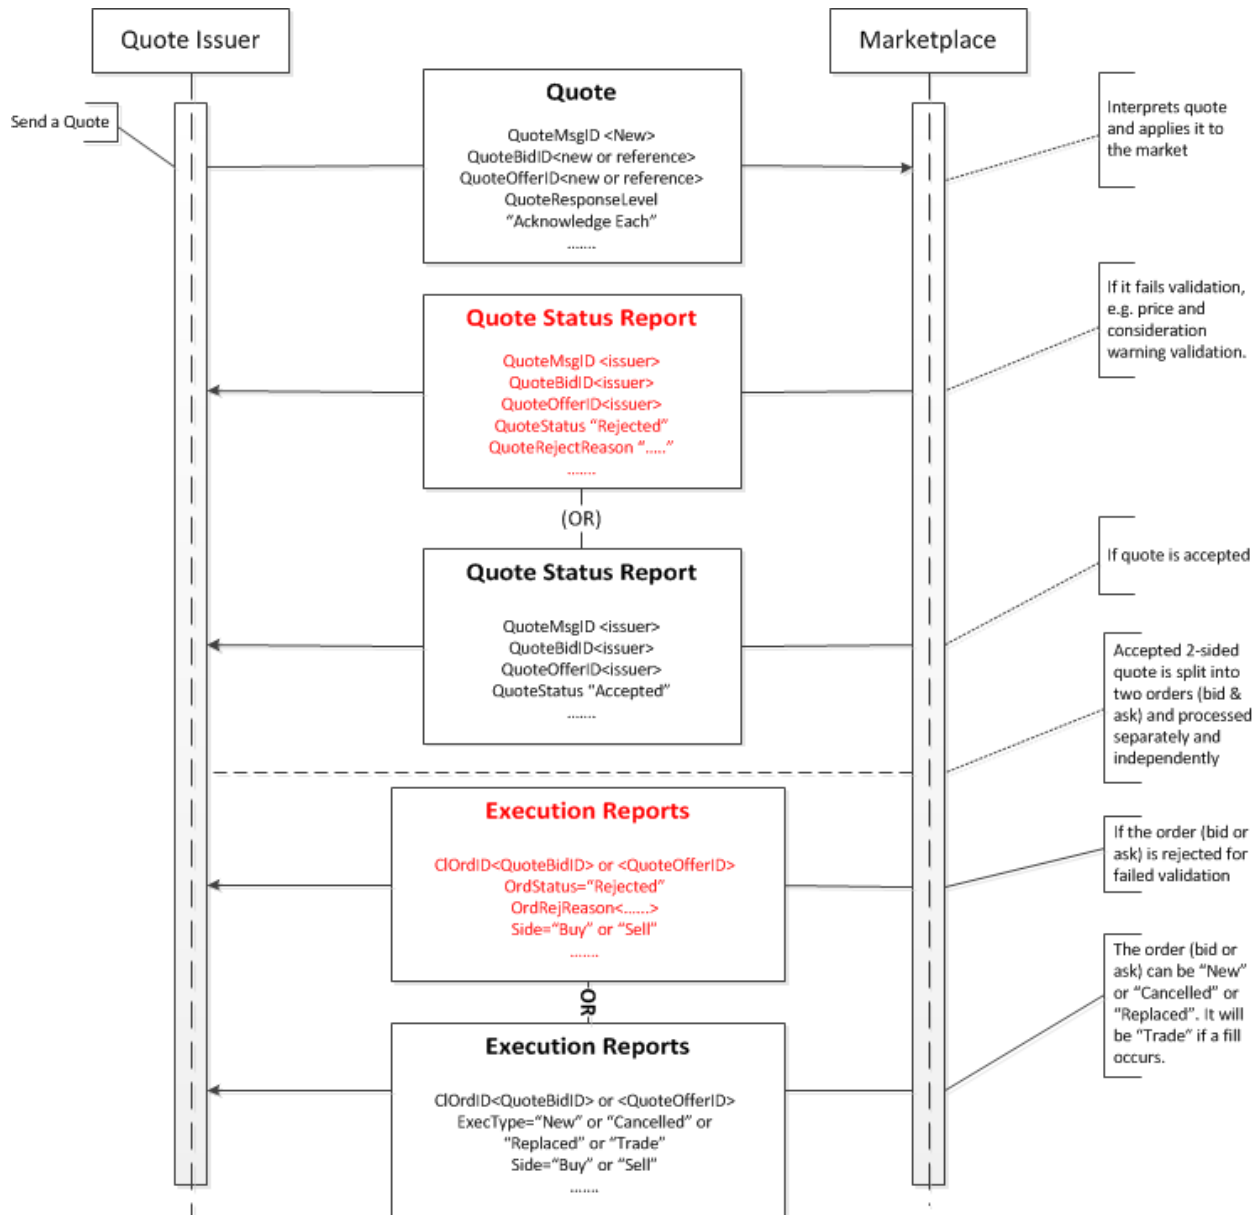 Quote Issuer
Marketplace
Send a Quote
Quote
QuoteMsgID <New>
QuoteBidID<new or reference>
QuoteOfferID<new or reference>
QuoteResponseLevel
“Acknowledge Each”
.......
Interprets quote
and applies it to
the market
Quote Status Report
QuoteMsgID <issuer>
QuoteBidID<issuer>
QuoteOfferID<issuer>
QuoteStatus “Rejected”
QuoteRejectReason “.....”
.......
If it fails validation,
e.g. price and
consideration
warning validation.
(OR)
Quote Status Report
QuoteMsgID <issuer>
QuoteBidID<issuer>
QuoteOfferID<issuer>
QuoteStatus “Accepted”
.......
If quote is accepted
Accepted 2-sided
quote is split into
two orders (bid &
ask) and processed
separately and
independently
Execution Reports
ClOrdID<QuoteBidID> or <QuoteOfferID>
OrdStatus=“Rejected”
OrdRejReason<......>
Side=“Buy” or “Sell”
.......
If the order (bid or
ask) is rejected for
failed validation
OR
Execution Reports
ClOrdID<QuoteBidID> or <QuoteOfferID>
ExecType=“New” or “Cancelled” or
“Replaced” or “Trade”
Side=“Buy” or “Sell”
.......
The order (bid or
ask) can be “New”
or “Cancelled” or
“Replaced”. It will
be “Trade” if a fill
occurs.